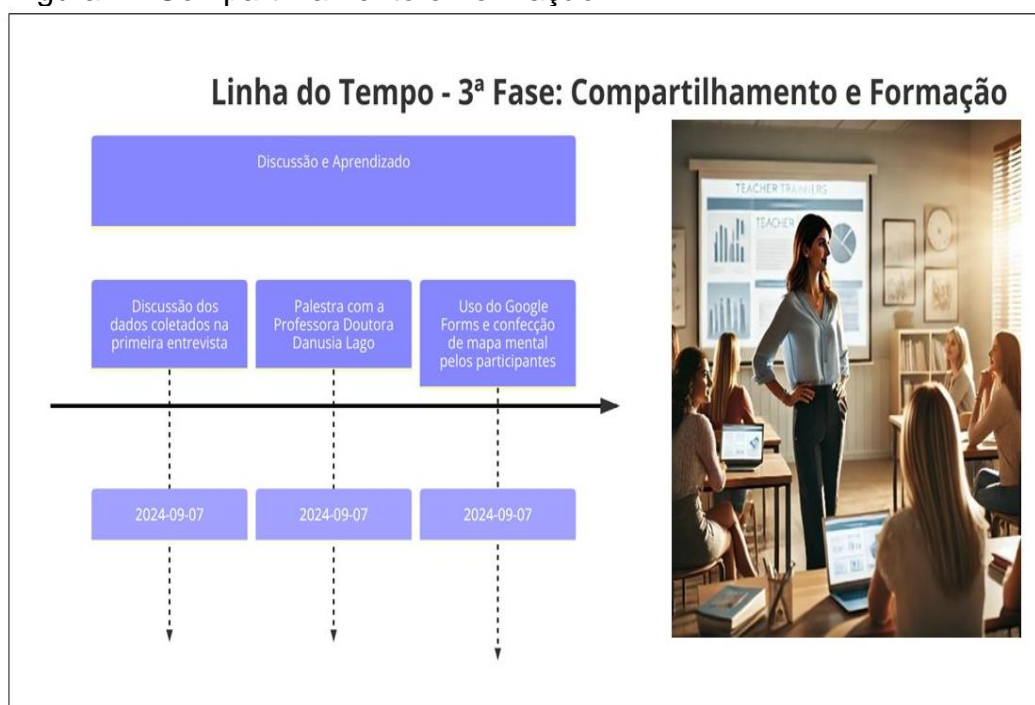 Linha do Tempo - 3ª Fase: Compartilhamento e Formação
Discussão e Aprendizado
Discussão dos
dados coletados na
primeira entrevista
Palestra com a
Professora Doutora
Danusia Lago
Uso do Google
Forms e confecção
de mapa mental
pelos participantes
2024-09-07
2024-09-07
2024-09-07
TEACHER
TEACHER